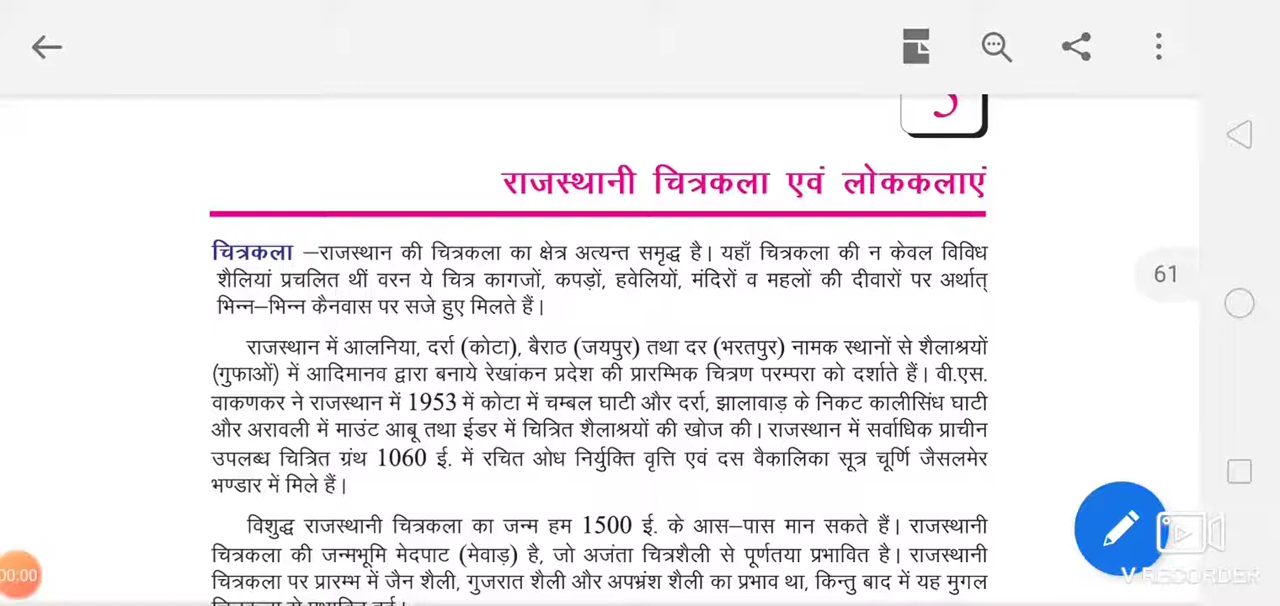 राजस्थानी चित्रकला एवं लोककलाएं
चित्रकला –राजस्थान की चित्रकला का क्षेत्र अत्यन्त समृद्ध है। यहाँ चित्रकला की न केवल विविध
शैलियां प्रचलित थीं वरन ये चित्र कागजों, कपड़ों, हवेलियों, मंदिरों व महलों की दीवारों पर अर्थात्
भिन्न–भिन्न कैनवास पर सजे हुए मिलते हैं।
61
राजस्थान में आलनिया, दर्रा (कोटा), बैराठ (जयपुर) तथा दर (भरतपुर) नामक स्थानों से शैलाश्रयों
(गुफाओं) में आदिमानव द्वारा बनाये रेखांकन प्रदेश की प्रारम्भिक चित्रण परम्परा को दर्शाते हैं। वी.एस.
वाकणकर ने राजस्थान में 1953 में कोटा में चम्बल घाटी और दर्रा, झालावाड़ के निकट कालीसिंध घाटी
और अरावली में माउंट आबू तथा ईडर में चित्रित शैलाश्रयों की खोज की। राजस्थान में सर्वाधिक प्राचीन
उपलब्ध चित्रित ग्रंथ 1060 ई. में रचित ओध निर्युक्ति वृत्ति एवं दस वैकालिका सूत्र चूर्णि जैसलमेर
भण्डार में मिले हैं।
विशुद्ध राजस्थानी चित्रकला का जन्म हम 1500 ई. के आस–पास मान सकते हैं। राजस्थानी
चित्रकला की जन्मभूमि मेदपाट (मेवाड़) है, जो अजंता चित्रशैली से पूर्णतया प्रभावित है। राजस्थानी
चित्रकला पर प्रारम्भ में जैन शैली, गुजरात शैली और अपभ्रंश शैली का प्रभाव था, किन्तु बाद में यह मुगल
00:00
V RECORDER